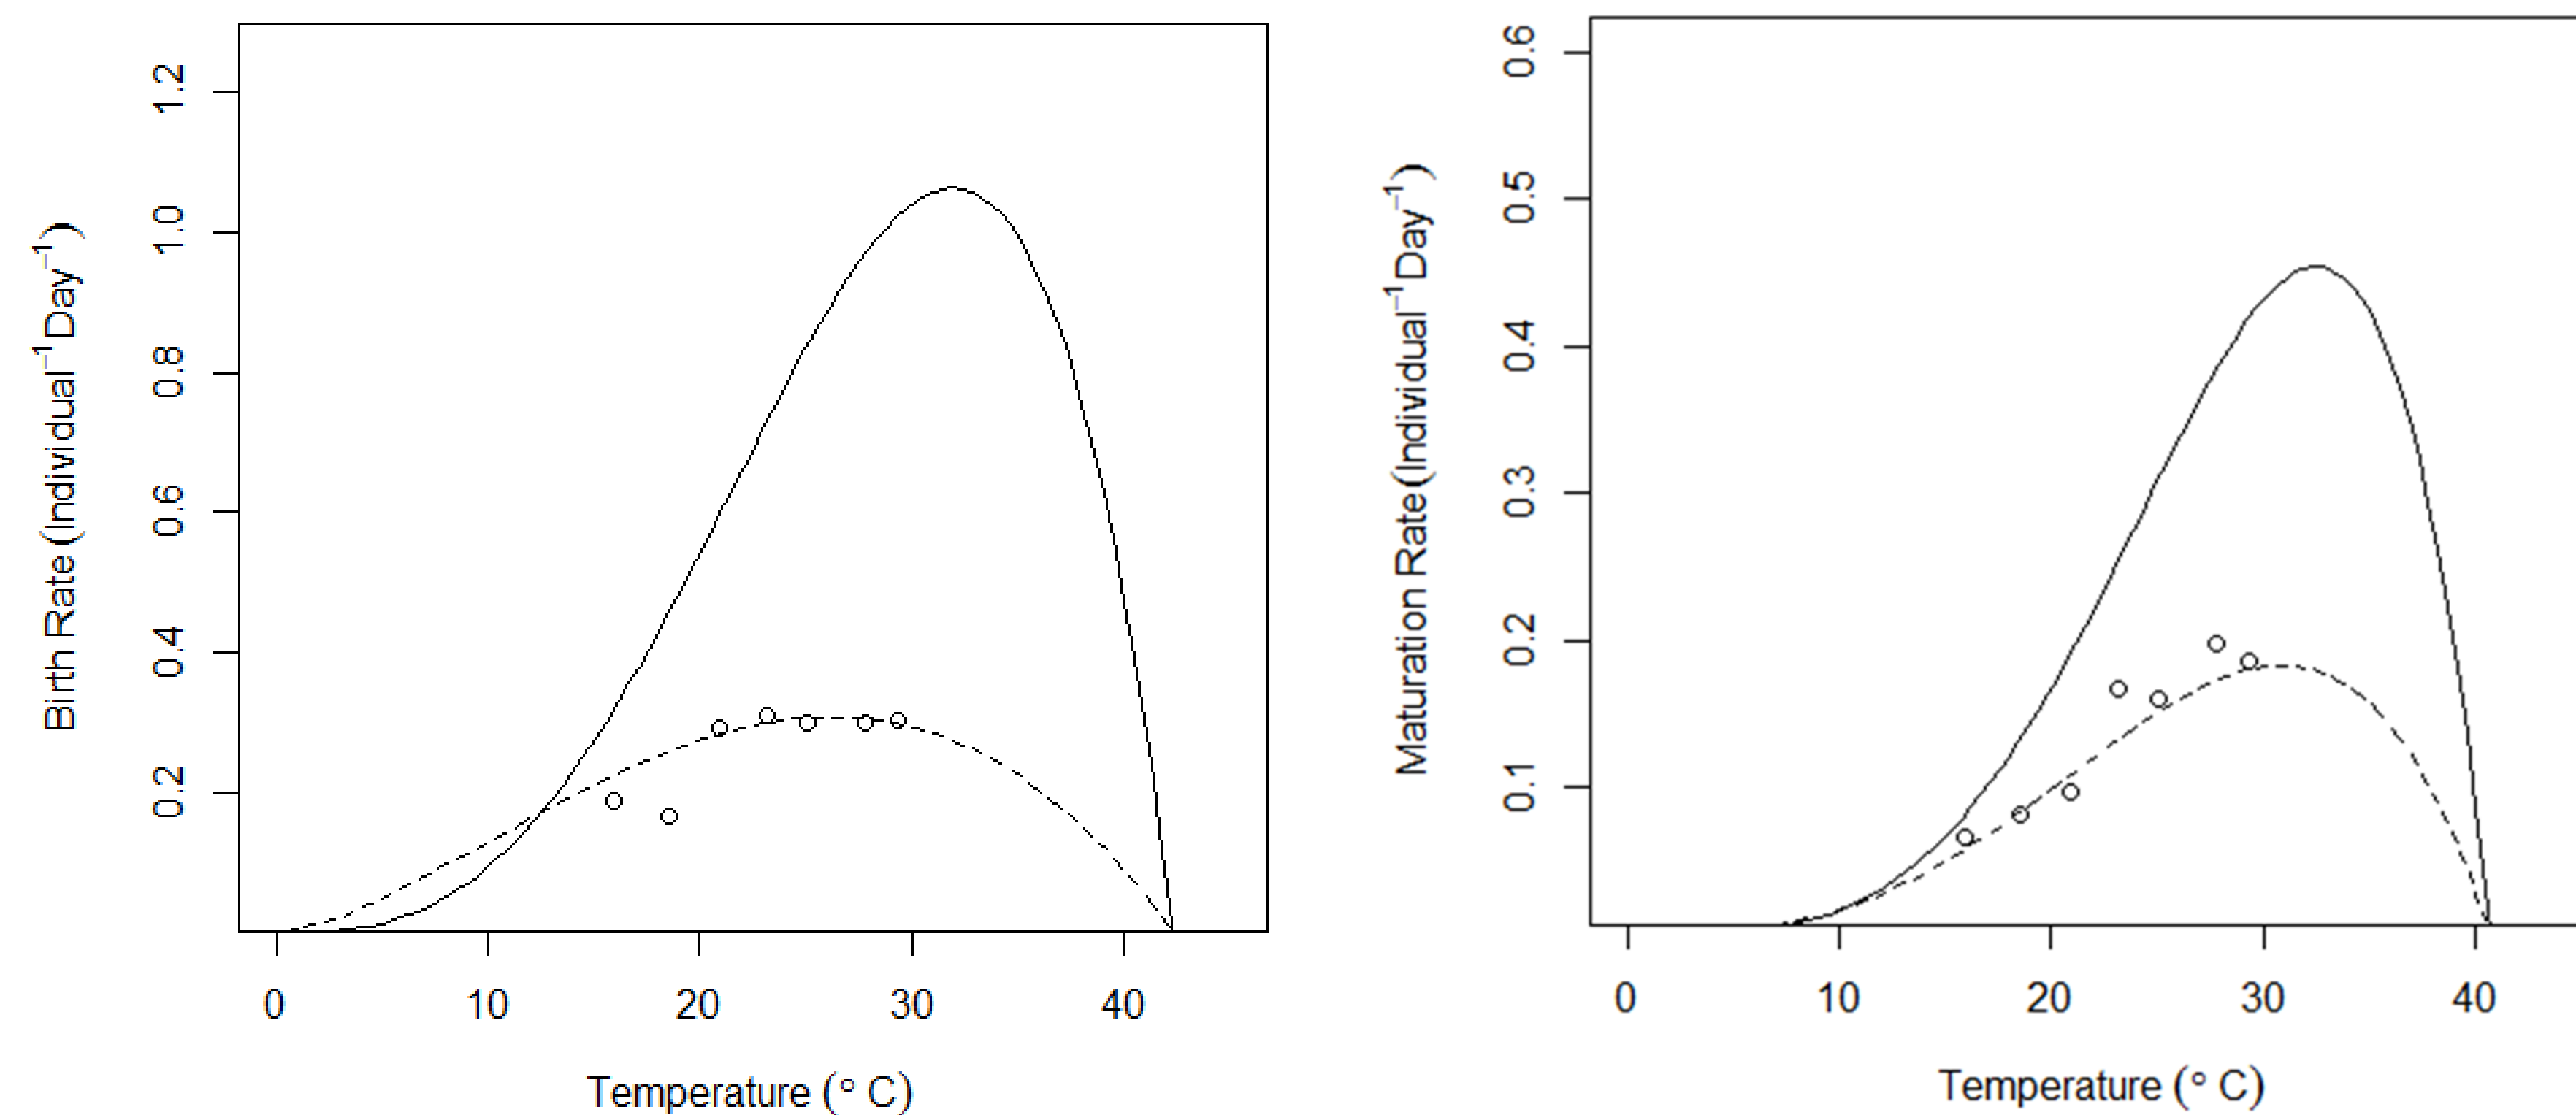 Birth Rate(Individual⁻¹Day⁻¹)
1.2
1.0
0.8
0.6
0.4
0.2
0 10 20 30 40
Temperature (° C)
Maturation Rate(Individual⁻¹Day⁻¹)
0.6
0.5
0.4
0.3
0.2
0.1
0 10 20 30 40
Temperature (° C)